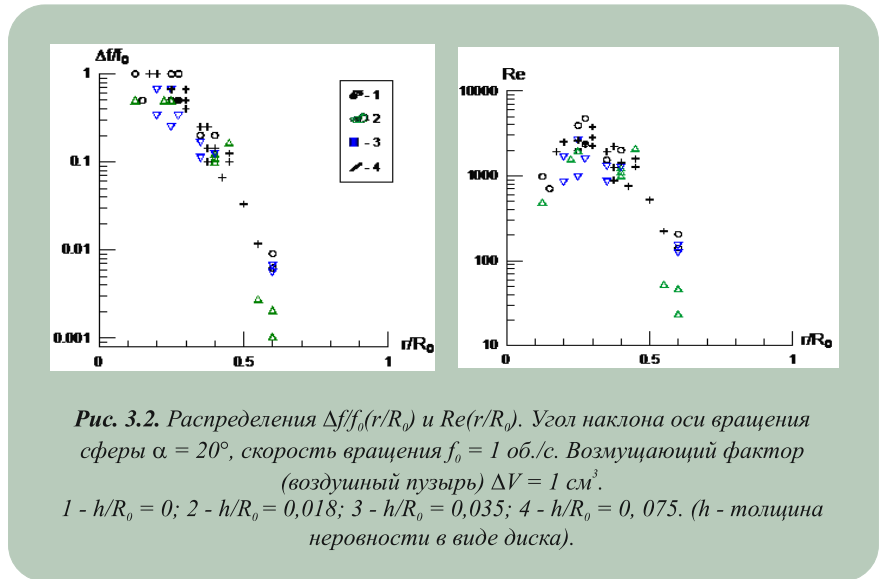 Δf/f₀
1
0.1
0.01
0.001
0
0.5
1
r/R₀
- 1
- 2
- 3
- 4
Re
10000
1000
100
10
0
0.5
1
r/R₀
Рис. 3.2. Распределения Δf/f₀(r/R₀) и Re(r/R₀). Угол наклона оси вращения
сферы α = 20°, скорость вращения f₀ = 1 об./с. Возмущающий фактор
(воздушный пузырь) ΔV = 1 см³.
1 - h/R₀ = 0; 2 - h/R₀ = 0,018; 3 - h/R₀ = 0,035; 4 - h/R₀ = 0, 075. (h - толщина
неровности в виде диска).